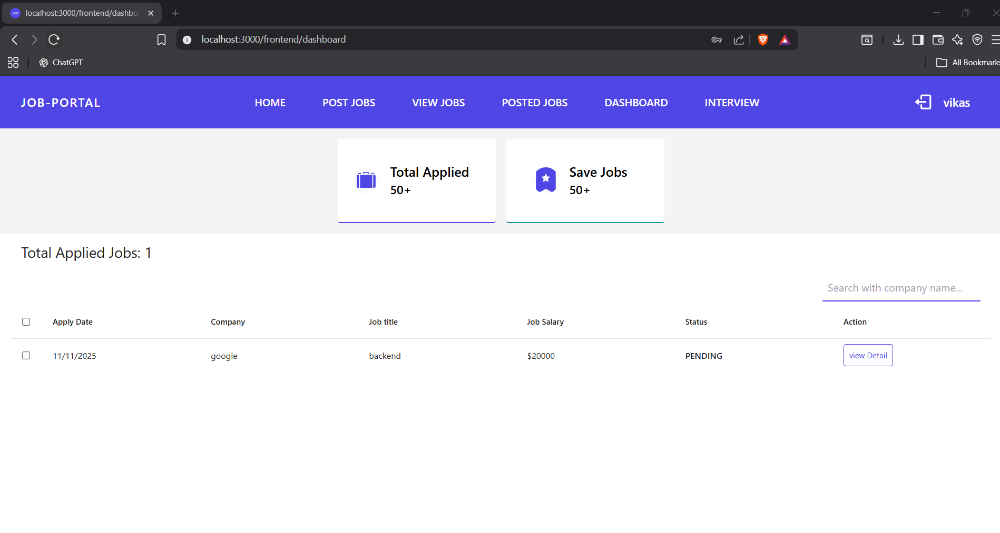 localhost:3000/frontend/dashbo
localhost:3000/frontend/dashboard
ChatGPT
All Bookmarks
JOB-PORTAL
HOME
POST JOBS
VIEW JOBS
POSTED JOBS
DASHBOARD
INTERVIEW
vikas
Total Applied
50+
Save Jobs
50+
Total Applied Jobs: 1
Search with company name...
Apply Date Company Job title Job Salary Status Action
11/11/2025 google backend $20000 PENDING view Detail